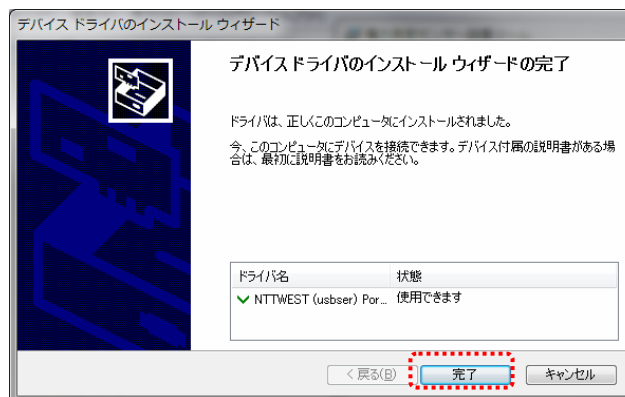 デバイス ドライバのインストール ウィザード
デバイス ドライバのインストール ウィザードの完了
ドライバは、正しくこのコンピュータにインストールされました。
今、このコンピュータにデバイスを接続できます。デバイス付属の説明書がある場
合は、最初に説明書をお読みください。
ドライバ名 状態
NTTWEST (usbser) Por... 使用できます
< 戻る(B) 完了 キャンセル